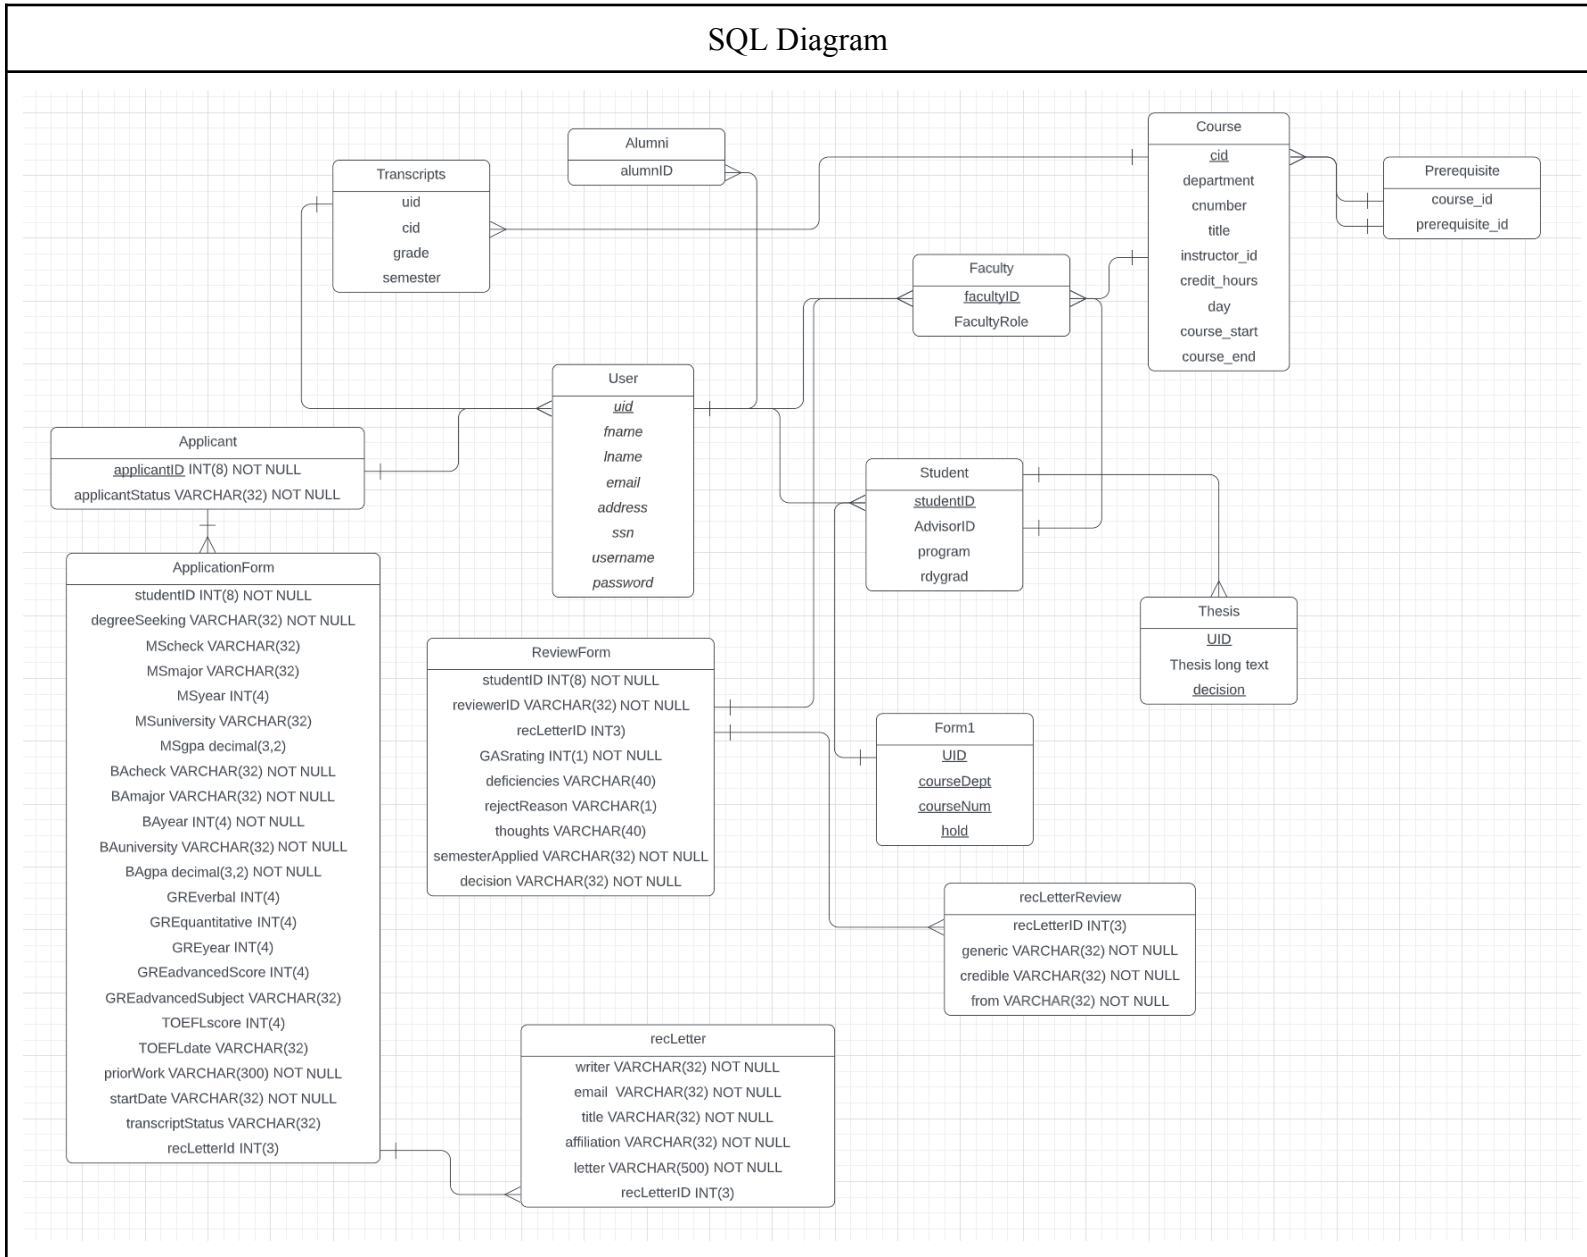 SQL Diagram
Alumni
alumnID
Transcripts
uid
cid
grade
semester
Course
cid
department
cnumber
title
instructor_id
credit_hours
day
course_start
course_end
Prerequisite
course_id
prerequisite_id
Faculty
facultyID
FacultyRole
User
uid
fname
lname
email
address
ssn
username
password
Applicant
applicantID INT(8) NOT NULL
applicantStatus VARCHAR(32) NOT NULL
Student
studentID
AdvisorID
program
rdygrad
ApplicationForm
studentID INT(8) NOT NULL
degreeSeeking VARCHAR(32) NOT NULL
MScheck VARCHAR(32)
MSmajor VARCHAR(32)
MSyear INT(4)
MSuniversity VARCHAR(32)
MSgpa decimal(3,2)
BAcheck VARCHAR(32) NOT NULL
BAmajor VARCHAR(32) NOT NULL
BAyear INT(4) NOT NULL
BAuniversity VARCHAR(32) NOT NULL
BAgpa decimal(3,2) NOT NULL
GREverbal INT(4)
GREquantitative INT(4)
GREyear INT(4)
GREadvancedScore INT(4)
GREadvancedSubject VARCHAR(32)
TOEFLscore INT(4)
TOEFLdate VARCHAR(32)
priorWork VARCHAR(300) NOT NULL
startDate VARCHAR(32) NOT NULL
transcriptStatus VARCHAR(32)
recLetterId INT(3)
Thesis
UID
Thesis long text
decision
ReviewForm
studentID INT(8) NOT NULL
reviewerID VARCHAR(32) NOT NULL
recLetterID INT3)
GASrating INT(1) NOT NULL
deficiencies VARCHAR(40)
rejectReason VARCHAR(1)
thoughts VARCHAR(40)
semesterApplied VARCHAR(32) NOT NULL
decision VARCHAR(32) NOT NULL
Form1
UID
courseDept
courseNum
hold
recLetterReview
recLetterID INT(3)
generic VARCHAR(32) NOT NULL
credible VARCHAR(32) NOT NULL
from VARCHAR(32) NOT NULL
recLetter
writer VARCHAR(32) NOT NULL
email VARCHAR(32) NOT NULL
title VARCHAR(32) NOT NULL
affiliation VARCHAR(32) NOT NULL
letter VARCHAR(500) NOT NULL
recLetterID INT(3)